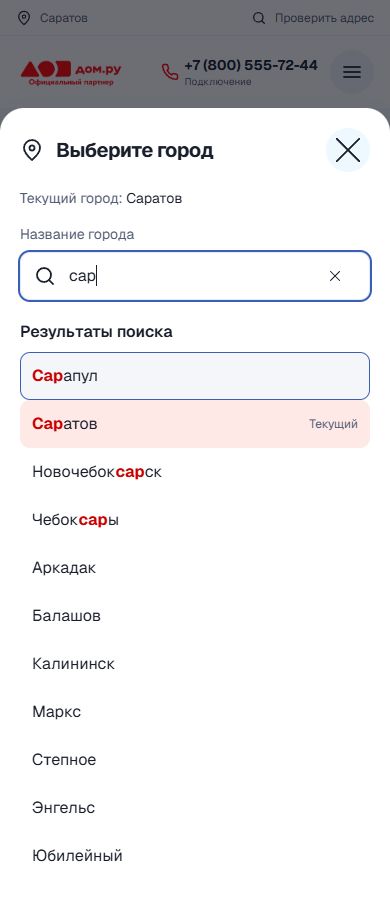 Саратов
Проверить адрес
дом.ру
Официальный партнер
+7 (800) 555-72-44
Подключение
Выберите город
Текущий город: Саратов
Название города
сар
Результаты поиска
Сарапул
Саратов Текущий
Новочебоксарск
Чебоксары
Аркадак
Балашов
Калининск
Маркс
Степное
Энгельс
Юбилейный